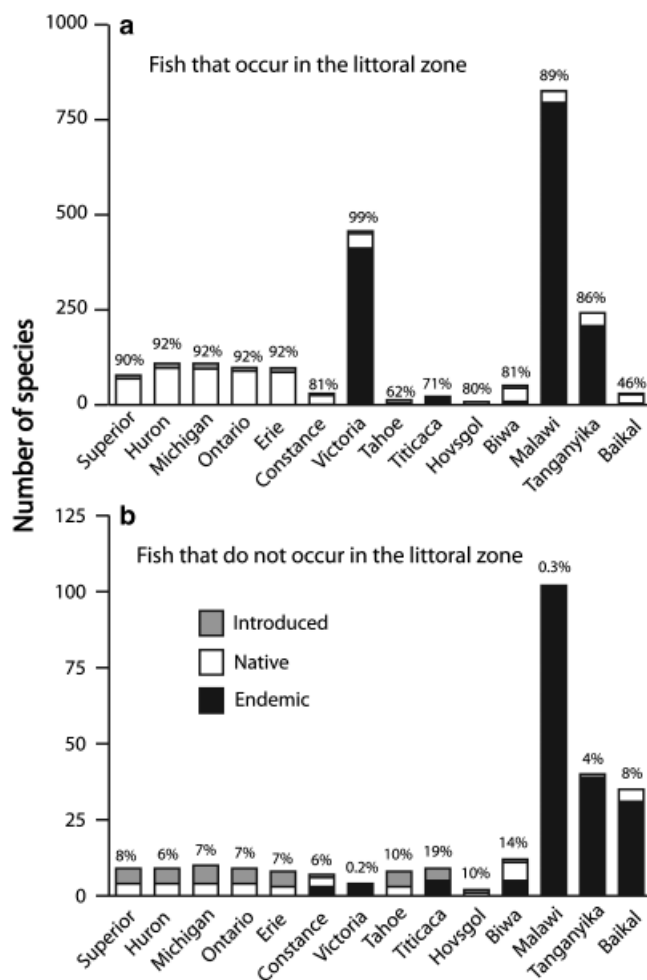 a
Fish that occur in the littoral zone
Number of species
1000
750
500
250
0
90%
92%
92%
92%
92%
81%
99%
62%
71%
80%
81%
89%
86%
46%
Superior
Huron
Michigan
Ontario
Erie
Constance
Victoria
Tahoe
Titicaca
Hovsgol
Biwa
Malawi
Tanganyika
Baikal
b
Fish that do not occur in the littoral zone
Introduced
Native
Endemic
125
100
75
50
25
0
8%
6%
7%
7%
7%
6%
0.2%
10%
19%
10%
14%
0.3%
4%
8%
Superior
Huron
Michigan
Ontario
Erie
Constance
Victoria
Tahoe
Titicaca
Hovsgol
Biwa
Malawi
Tanganyika
Baikal